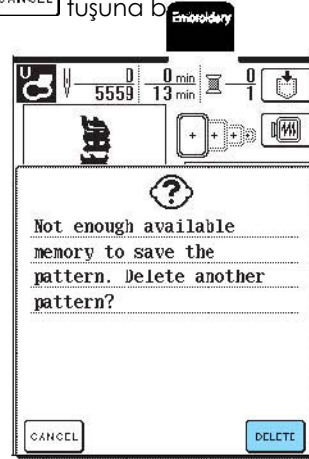 CANCEL tuşuna b
Embroidery
U 0 0 min 0
5559 13 min 1
Not enough available
memory to save the
pattern. Delete another
pattern?
CANCEL DELETE